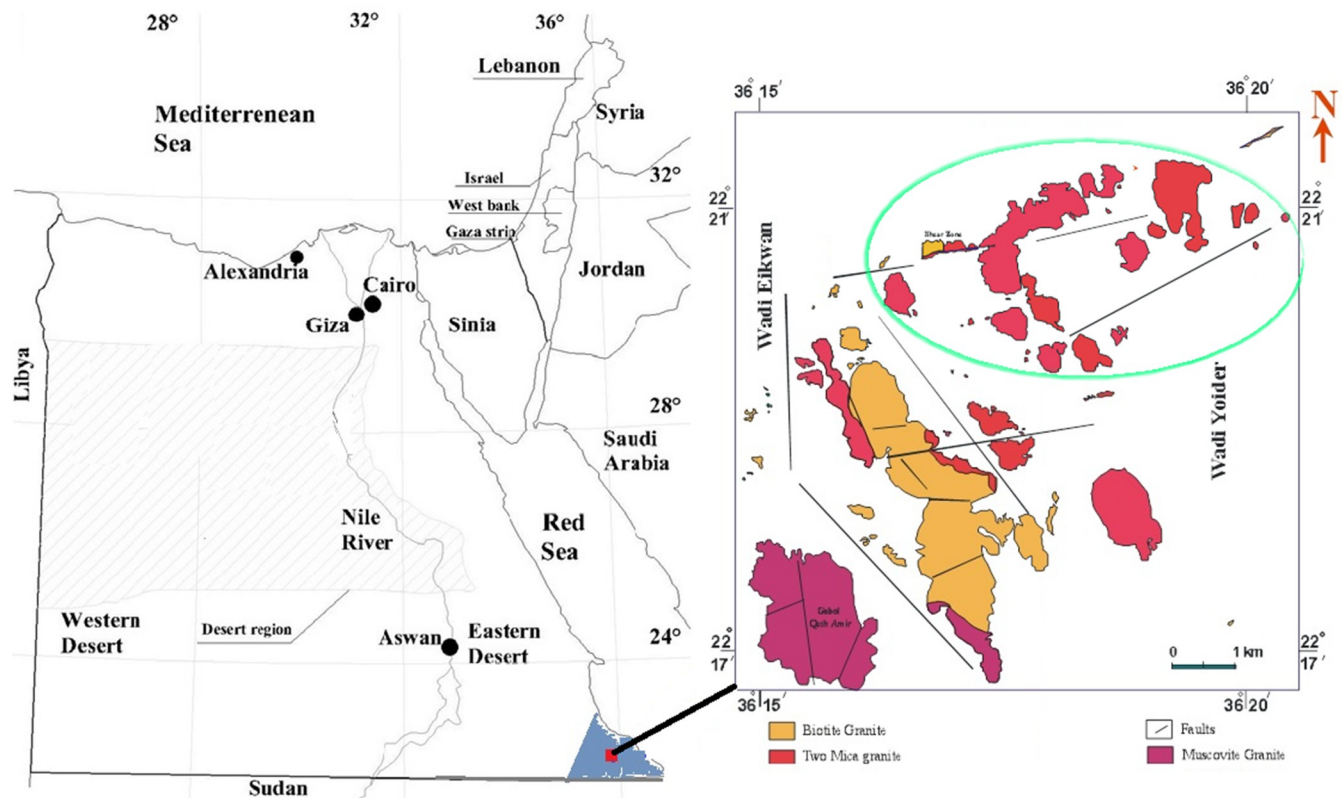 28°
32°
36°
Lebanon
Mediterrenean
Sea
Syria
Israel
32°
West bank
Gaza strip
Alexandria
Jordan
Cairo
Giza
Sinia
Libya
28°
Saudi
Arabia
Nile
River
Red
Sea
Western
Desert
Desert region
Aswan
Eastern
Desert
24°
Sudan
36° 15′
36° 20′
N
22°
21′
22°
21′
Shear Zone
Wadi Eikwan
Wadi Yoider
Gebel
Qash Amir
22°
17′
0 1 km
22°
17′
36° 15′
36° 20′
Biotite Granite
Two Mica granite
Faults
Muscovite Granite